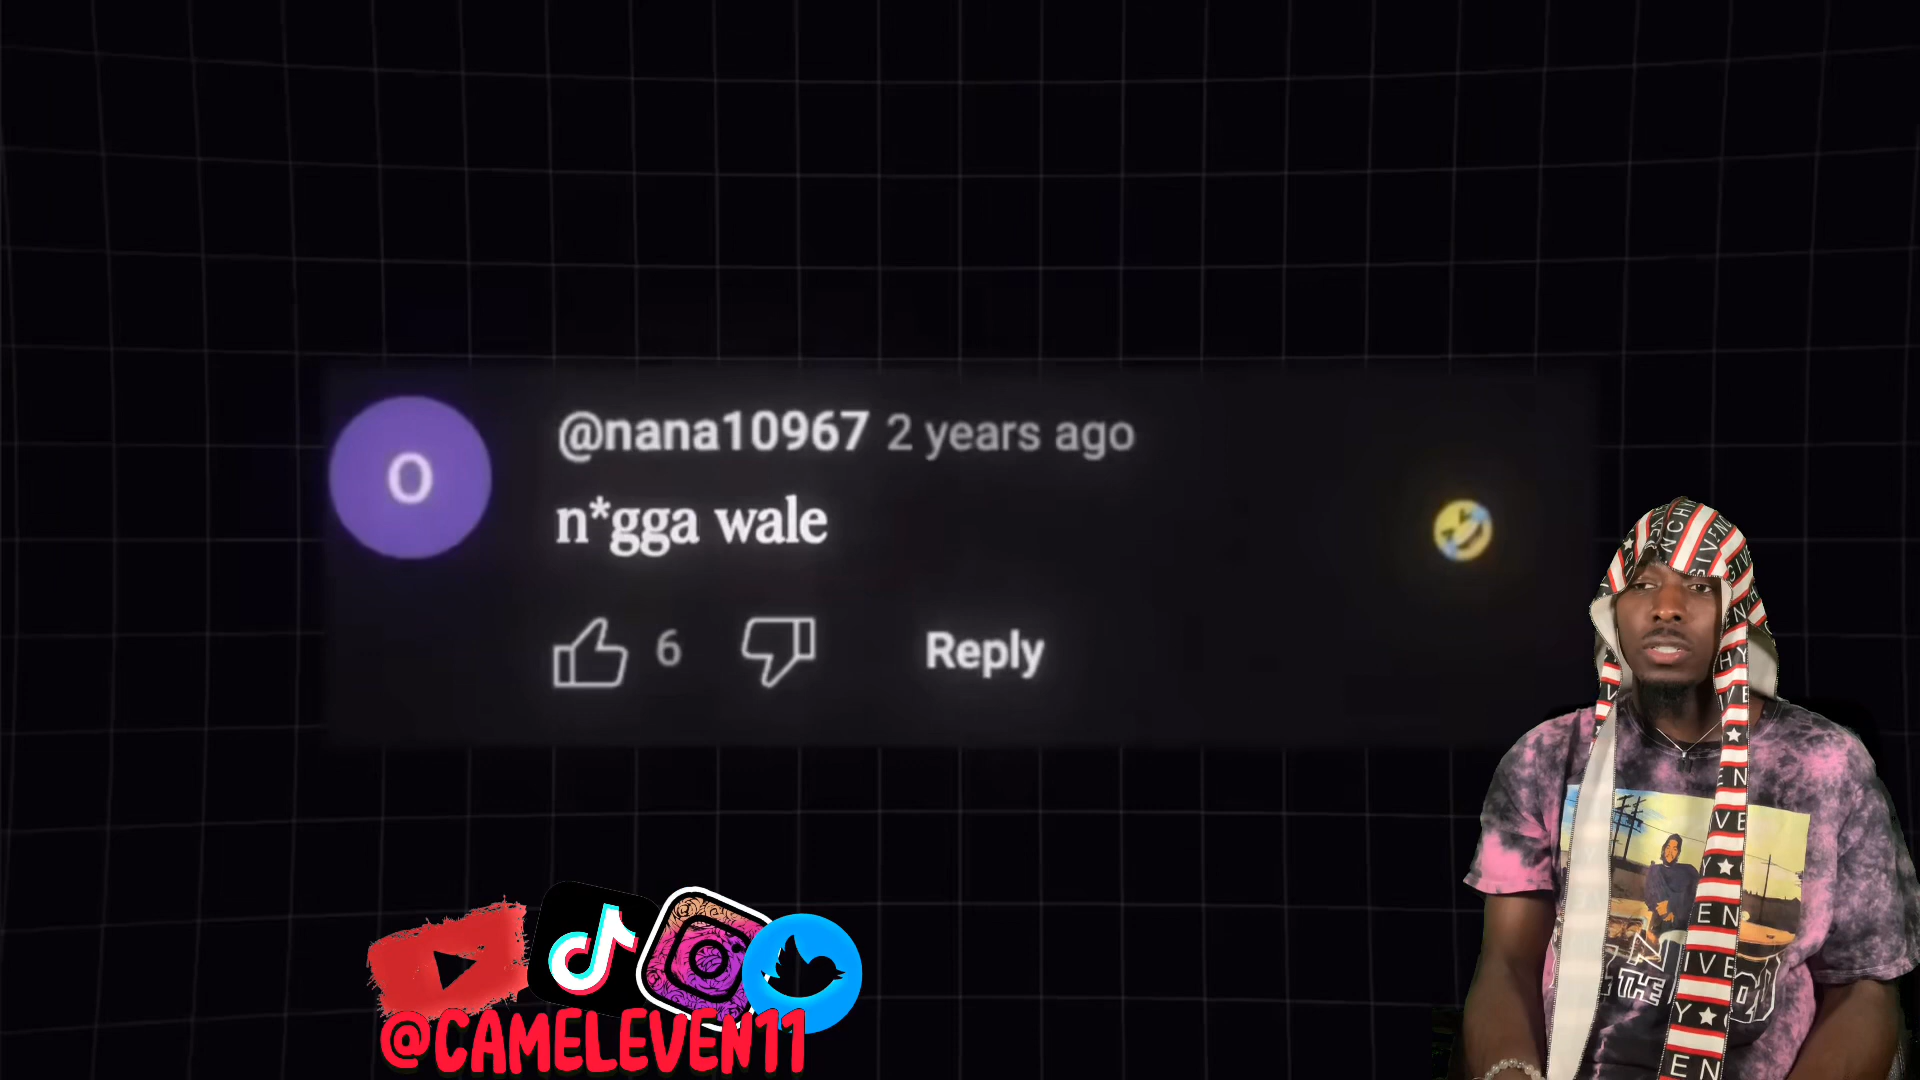 O
@nana10967 2 years ago
n*gga wale
6
Reply
@CAMELEVEN11